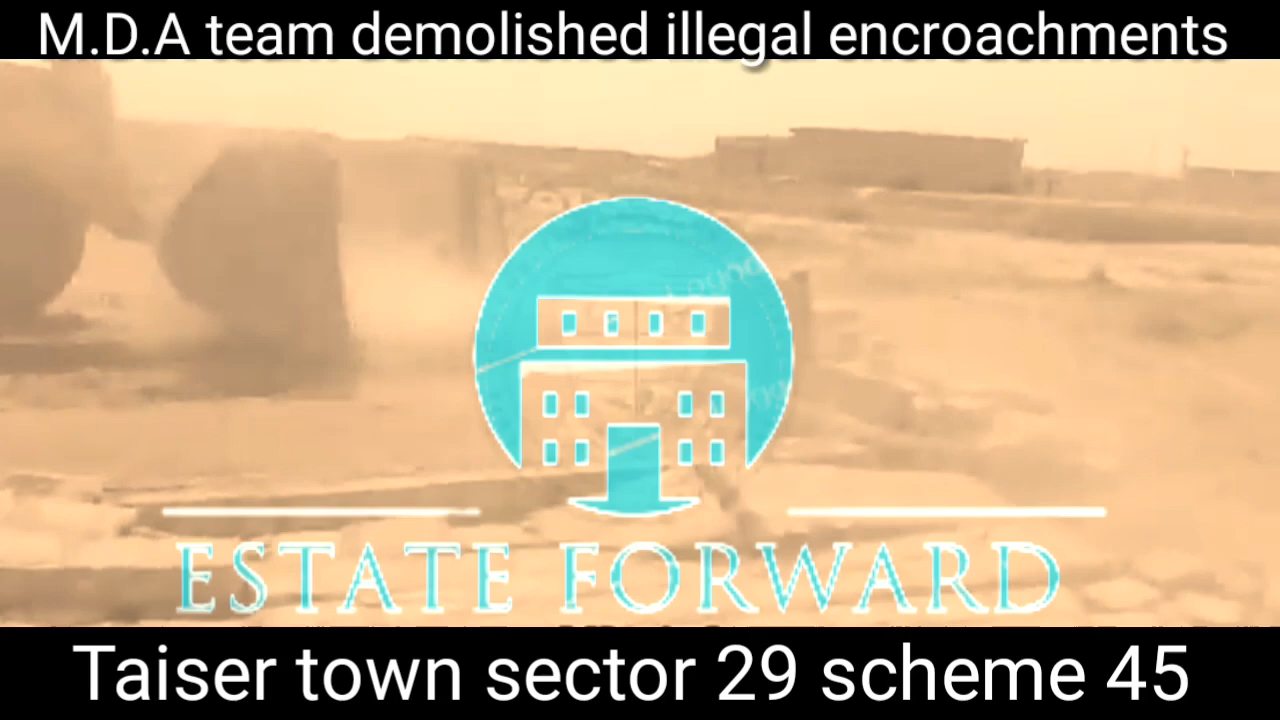 M.D.A team demolished illegal encroachments
ESTATE FORWARD
Taiser town sector 29 scheme 45